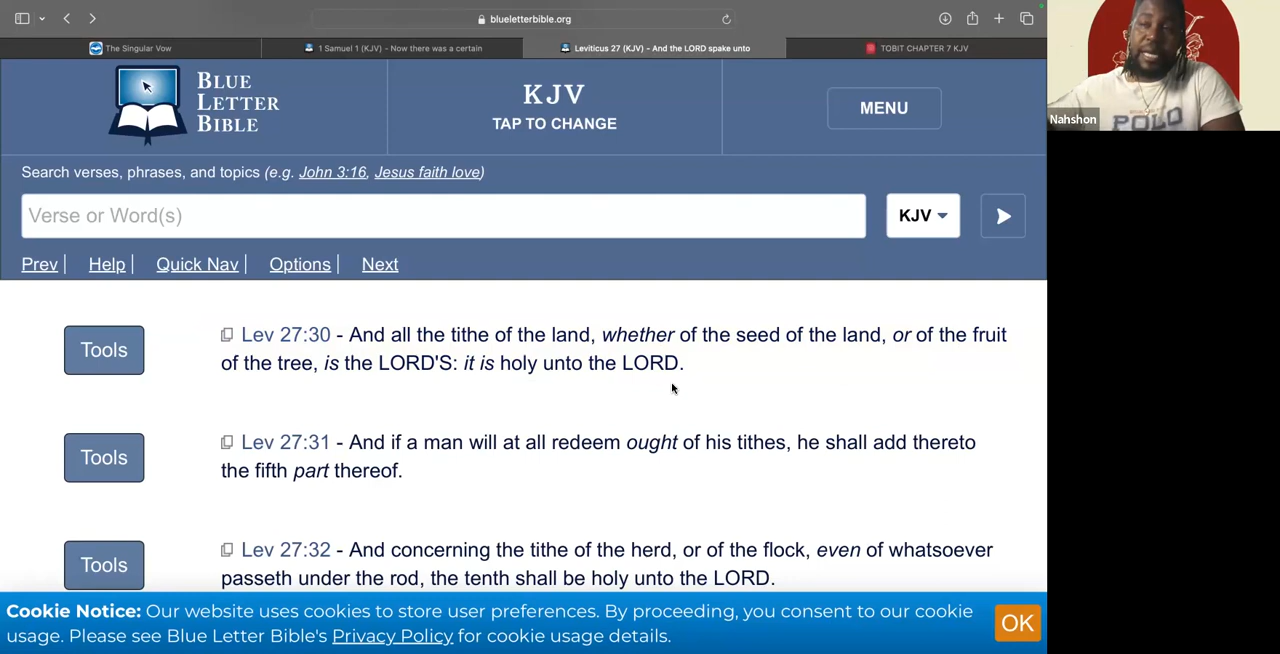 blueletterbible.org
The Singular Vow
1 Samuel 1 (KJV) - Now there was a certain
Leviticus 27 (KJV) - And the LORD spake unto
TOBIT CHAPTER 7 KJV
BLUE
LETTER
BIBLE
KJV
TAP TO CHANGE
MENU
Search verses, phrases, and topics (e.g. John 3:16, Jesus faith love)
Verse or Word(s)
KJV
Prev | Help | Quick Nav | Options | Next
Tools
Lev 27:30 - And all the tithe of the land, whether of the seed of the land, or of the fruit
of the tree, is the LORD'S: it is holy unto the LORD.
Tools
Lev 27:31 - And if a man will at all redeem ought of his tithes, he shall add thereto
the fifth part thereof.
Tools
Lev 27:32 - And concerning the tithe of the herd, or of the flock, even of whatsoever
passeth under the rod, the tenth shall be holy unto the LORD.
Cookie Notice: Our website uses cookies to store user preferences. By proceeding, you consent to our cookie
usage. Please see Blue Letter Bible's Privacy Policy for cookie usage details.
OK
Nahshon
POLO